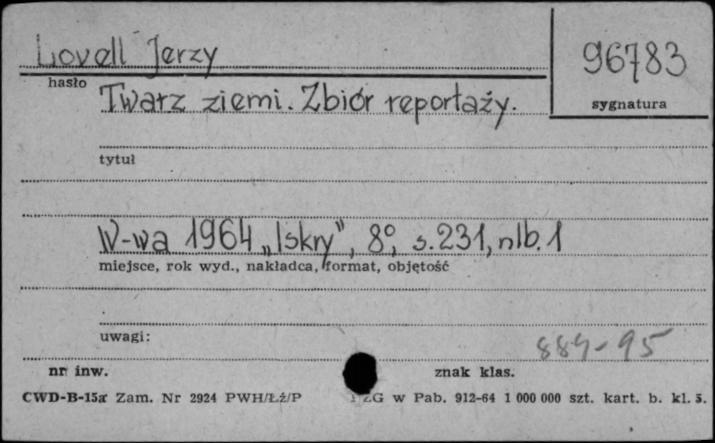 Lovell Jerzy
96783
hasło
sygnatura
Twarz ziemi. Zbiór reportaży.
tytuł
W-wa 1964 „Iskry", 8°, s.231, nlb.1
miejsce, rok wyd., nakładca, format, objętość
uwagi:
884-95
nr inw.
znak klas.
CWD-B-15a Zam. Nr 2924 PWH/Łż/P ZG w Pab. 912-64 1 000 000 szt. kart. b. kl. 5.